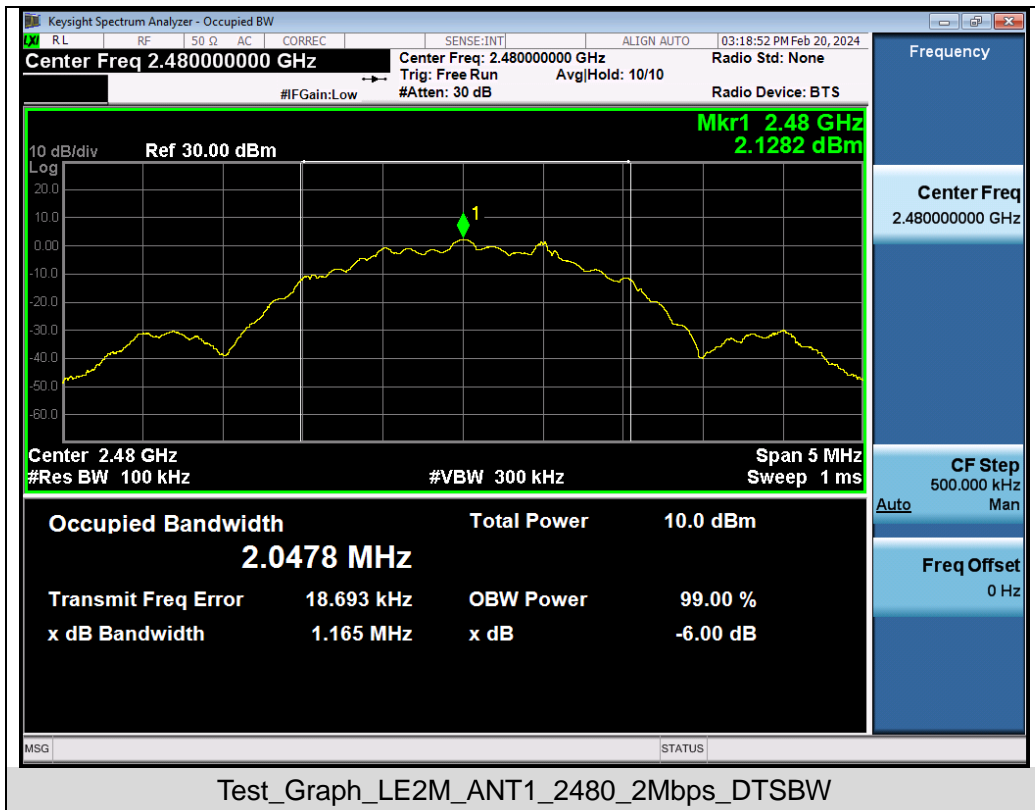 Keysight Spectrum Analyzer - Occupied BW
LXI RL RF 50 Ω AC CORREC SENSE:INT ALIGN AUTO 03:18:52 PM Feb 20, 2024
Center Freq 2.480000000 GHz
#IFGain:Low
Center Freq: 2.480000000 GHz
Trig: Free Run Avg|Hold: 10/10
#Atten: 30 dB
Radio Std: None
Radio Device: BTS
Mkr1 2.48 GHz
2.1282 dBm
10 dB/div Ref 30.00 dBm
Log
20.0
10.0
0.00
-10.0
-20.0
-30.0
-40.0
-50.0
-60.0
1
Center 2.48 GHz Span 5 MHz
#Res BW 100 kHz #VBW 300 kHz Sweep 1 ms
Occupied Bandwidth Total Power 10.0 dBm
2.0478 MHz
Transmit Freq Error 18.693 kHz OBW Power 99.00 %
x dB Bandwidth 1.165 MHz x dB -6.00 dB
Frequency
Center Freq
2.480000000 GHz
CF Step
500.000 kHz
Auto Man
Freq Offset
0 Hz
MSG STATUS
Test_Graph_LE2M_ANT1_2480_2Mbps_DTSBW